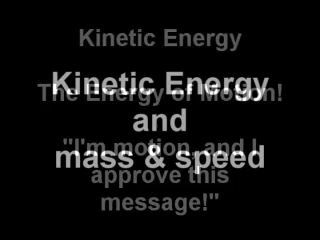 Kinetic Energy
Kinetic Energy
The Energy of Motion!
and
"I'm motion, and I
mass & speed
approve this
message!"